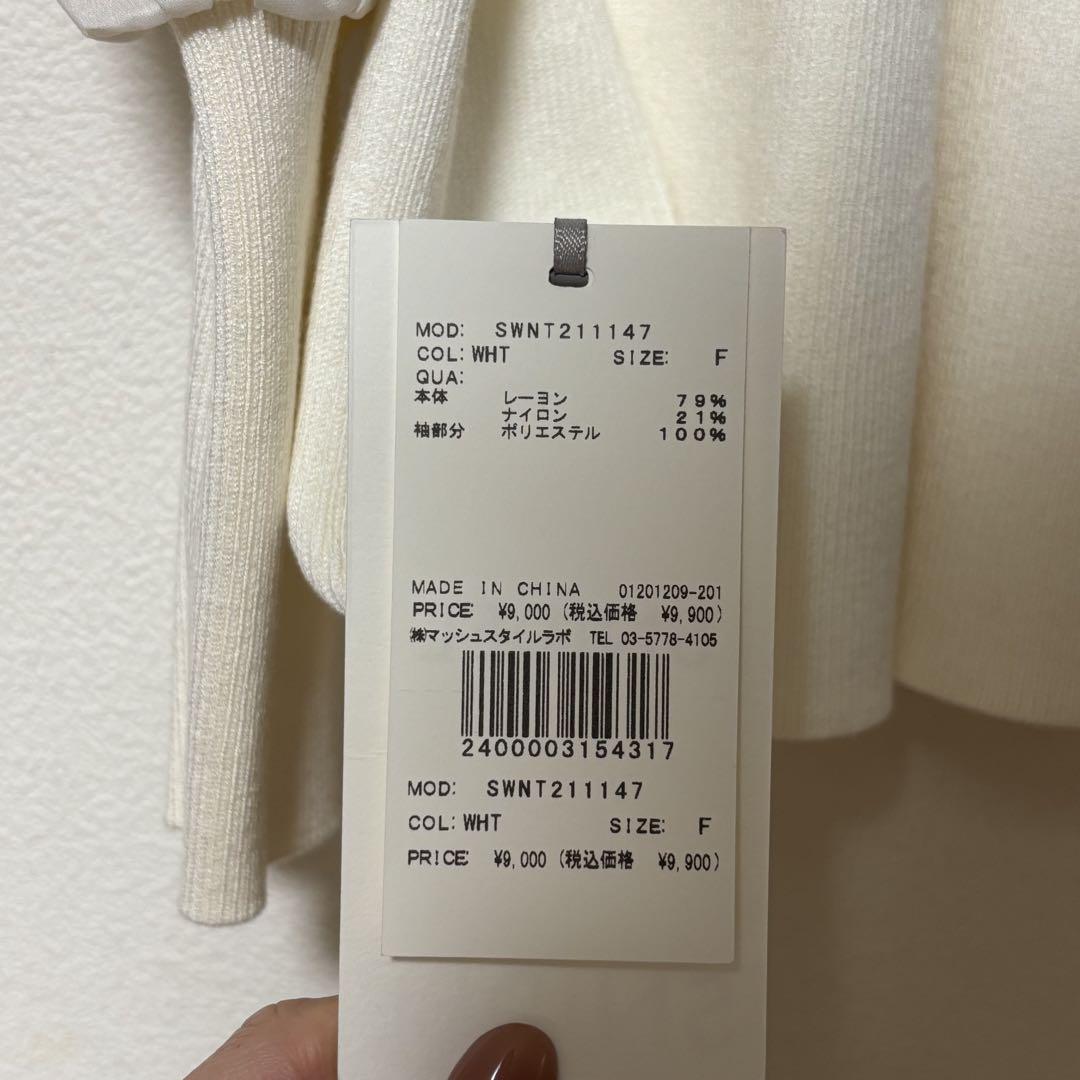 MOD: SWNT211147
COL: WHT SIZE: F
QUA:
本体 レーヨン 79%
ナイロン 21%
袖部分 ポリエステル 100%
MADE IN CHINA 01201209-201
PRICE: ¥9,000 (税込価格 ¥9,900)
㈱マッシュスタイルラボ TEL 03-5778-4105
2400003154317
MOD: SWNT211147
COL: WHT SIZE: F
PRICE: ¥9,000 (税込価格 ¥9,900)